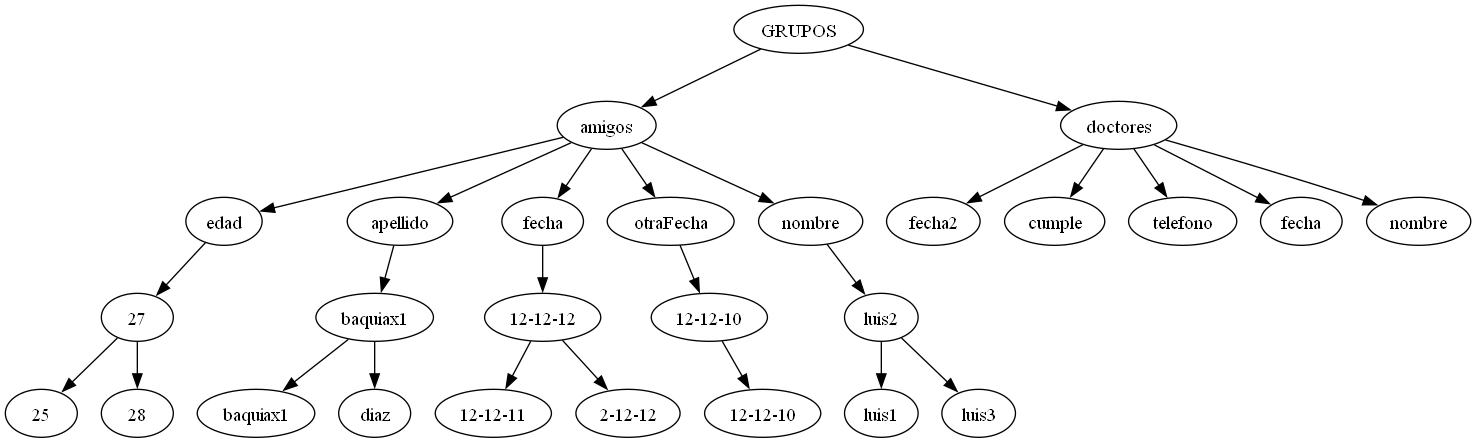 GRUPOS
amigos
doctores
edad
apellido
fecha
otraFecha
nombre
fecha2
cumple
telefono
fecha
nombre
27
baquiax1
12-12-12
12-12-10
luis2
25
28
baquiax1
diaz
12-12-11
2-12-12
12-12-10
luis1
luis3